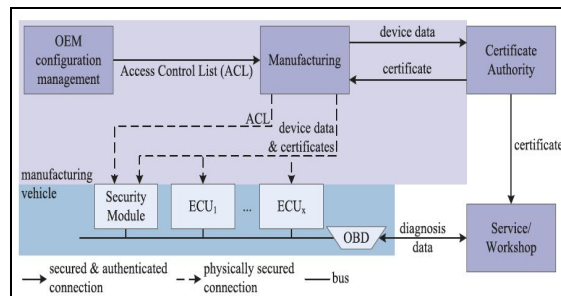 OEM
configuration
management
Access Control List (ACL)
Manufacturing
device data
certificate
Certificate
Authority
ACL
device data
& certificates
certificate
manufacturing
vehicle
Security
Module
ECU1
...
ECUx
OBD
diagnosis
data
Service/
Workshop
secured & authenticated
connection
physically secured
connection
bus